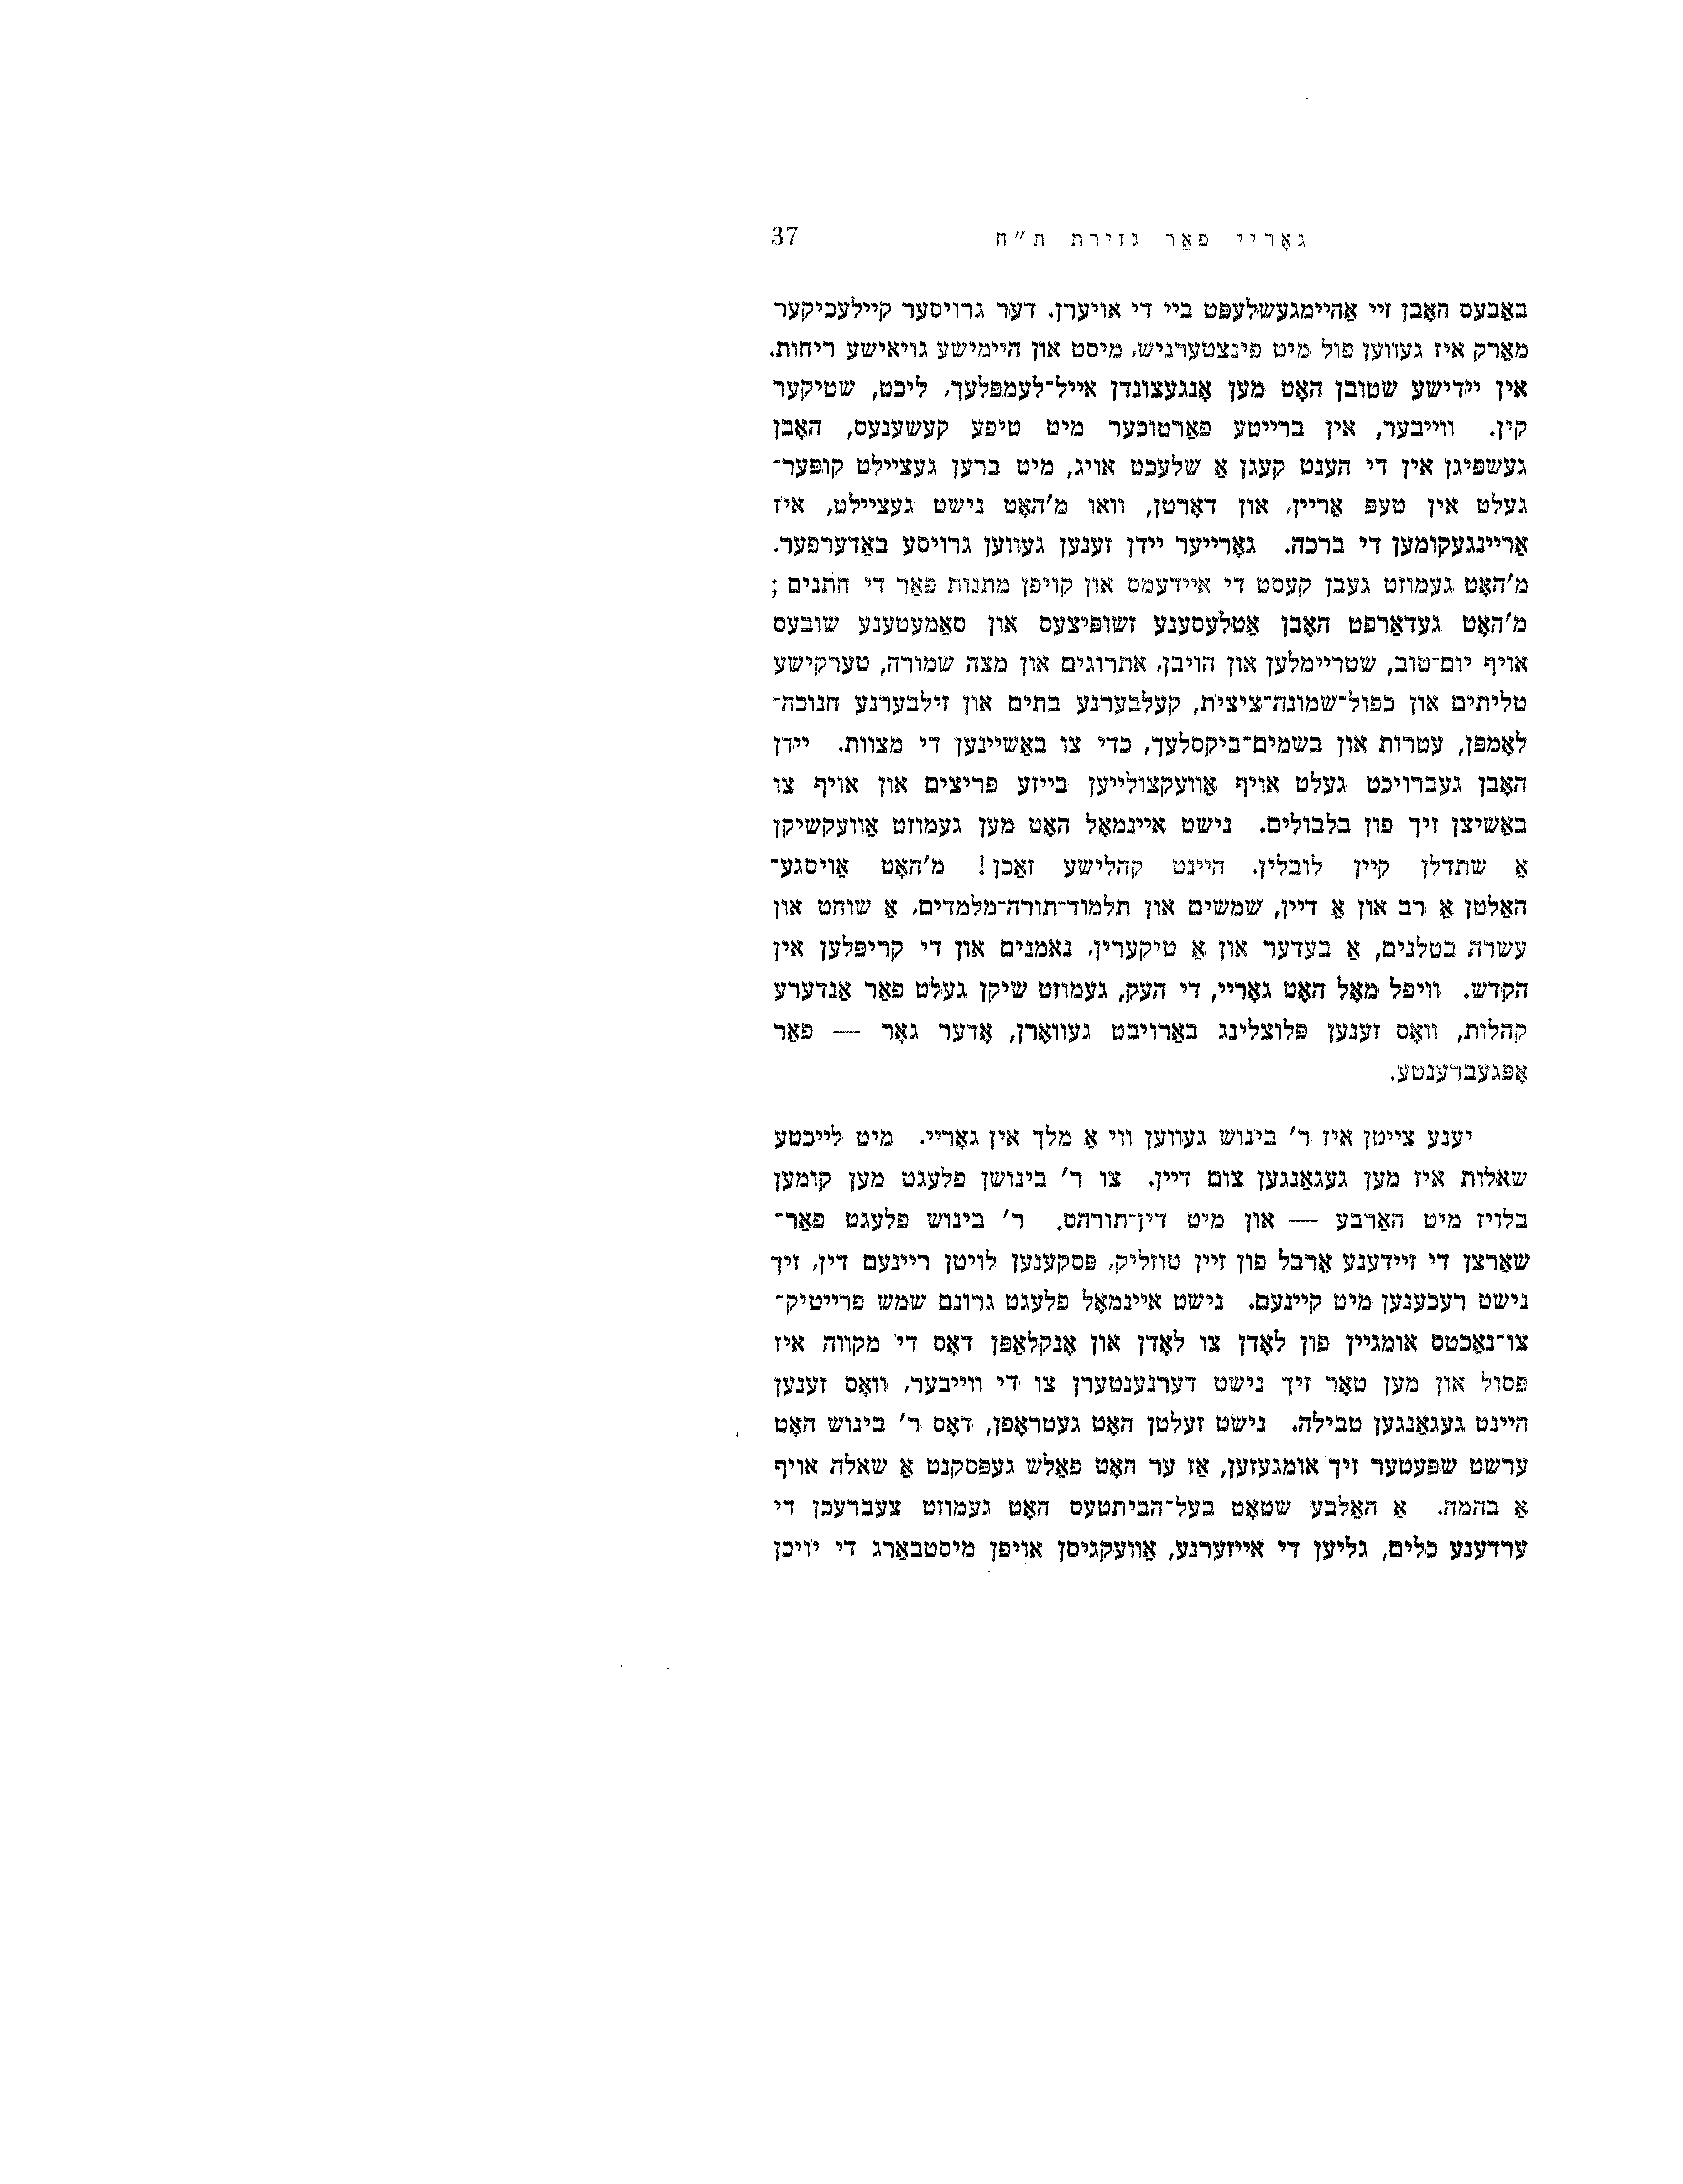 גאָריי פאַר גזירת ת״ח 37
באַבעס האָבן זיי אַהיימגעשלעפּט ביי די אויערן. דער גרויסער קיילעכיקער
מאַרק איז געווען פול מיט פינצטערניש, מיסט און היימישע גויאישע ריחות.
אין יידישע שטובן האָט מען אָנגעצונדן אייל־לעמפּלעך, ליכט, שטיקער
קין. ווייבער, אין ברייטע פאַרטוכער מיט טיפע קעשענעס, האָבן
געשפּיגן אין די הענט קעגן אַ שלעכט אויג, מיט ברען געציילט קופּער־
געלט אין טעפּ אַריין, און דאָרטן, וואו מ'האָט נישט געציילט, איז
אַריינגעקומען די ברכה. גאָרייער יידן זענען געווען גרויסע באַדערפער.
מ'האָט געמוזט געבן קעסט די איידעמס און קויפן מתנות פאַר די חתנים;
מ'האָט געדאַרפט האָבן אַטלעסענע זשופּיצעס און סאַמעטענע שובעס
אויף יום־טוב, שטריימלען און הויבן, אתרוגים און מצה שמורה, טערקישע
טליתים און כפול־שמונה־ציצית, קעלבערנע בתים און זילבערנע חנוכה־
לאָמפּן, עטרות און בשמים־ביקסלעך, כדי צו באַשיינען די מצוות. יידן
האָבן געברויכט געלט אויף אַוועקצולייען בייזע פּריצים און אויף צו
באַשיצן זיך פון בלבולים. נישט איינמאָל האָט מען געמוזט אַוועקשיקן
אַ שתדלן קיין לובלין. היינט קהלישע זאַכן! מ'האָט אַויסגע־
האַלטן אַ רב און אַ דיין, שמשים און תלמוד־תורה־מלמדים, אַ שוחט און
עשרה בטלנים, אַ בעדער און אַ טיקערין, נאמנים און די קריפּלען אין
הקדש. וויפל מאָל האָט גאָריי, די העק, געמוזט שיקן געלט פאַר אַנדערע
קהלות, וואָס זענען פּלוצלינג באַרויבט געוואָרן, אָדער גאָר — פאַר
אָפּגעברענטע.
יענע צייטן איז ר' בינוש געווען ווי אַ מלך אין גאָריי. מיט לייכטע
שאלות איז מען געגאַנגען צום דיין. צו ר' בינושן פלעגט מען קומען
בלויז מיט האַרבע — און מיט דין־תורהס. ר' בינוש פלעגט פאַר־
שאַרצן די זיידענע אַרבל פון זיין טוזליק, פּסקענען לויטן ריינעם דין, זיך
נישט רעכענען מיט קיינעם. נישט איינמאָל פלעגט גרונם שמש פרייטיק־
צו־נאַכטס אומגיין פון לאָדן צו לאָדן און אָנקלאַפּן דאָס די מקווה איז
פּסול און מען טאָר זיך נישט דערנענטערן צו די ווייבער, וואָס זענען
היינט געגאַנגען טבילה. נישט זעלטן האָט געטראָפן, דאָס ר' בינוש האָט
ערשט שפּעטער זיך אומגעזען, אַז ער האָט פאַלש געפּסקנט אַ שאלה אויף
אַ בהמה. אַ האַלבע שטאָט בעל־הביתטעס האָט געמוזט צעברעכן די
ערדענע כּלים, גליען די אייזערנע, אַוועקגיסן אויפן מיסטבאַרג די יויכן